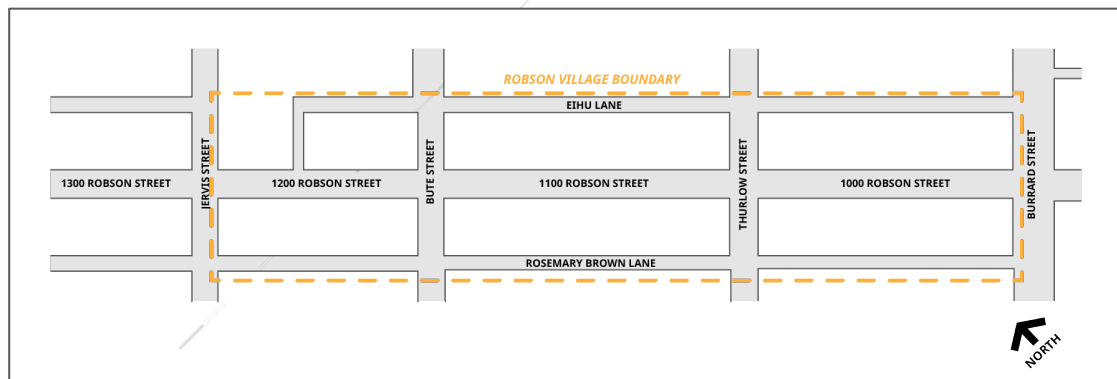 ROBSON VILLAGE BOUNDARY
EIHU LANE
JERVIS STREET
BUTE STREET
THURLOW STREET
BURRARD STREET
1300 ROBSON STREET
1200 ROBSON STREET
1100 ROBSON STREET
1000 ROBSON STREET
ROSEMARY BROWN LANE
NORTH